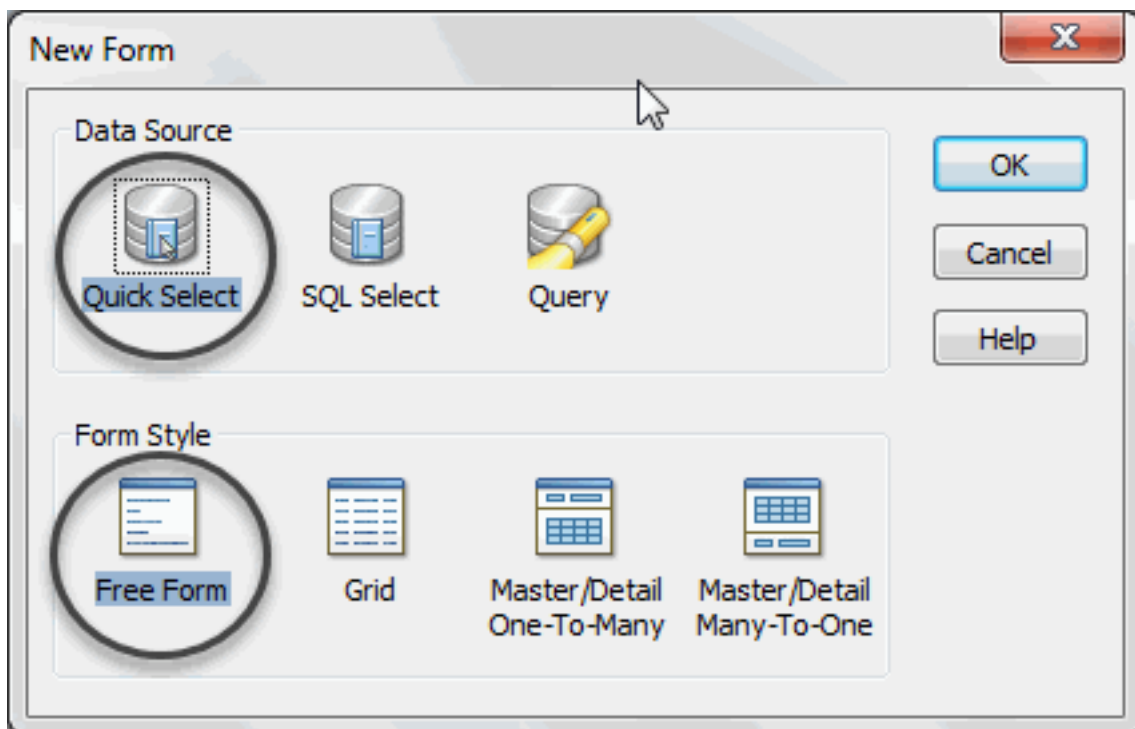 New Form
Data Source
OK
Quick Select
SQL Select
Query
Cancel
Help
Form Style
Free Form
Grid
Master/Detail
One-To-Many
Master/Detail
Many-To-One